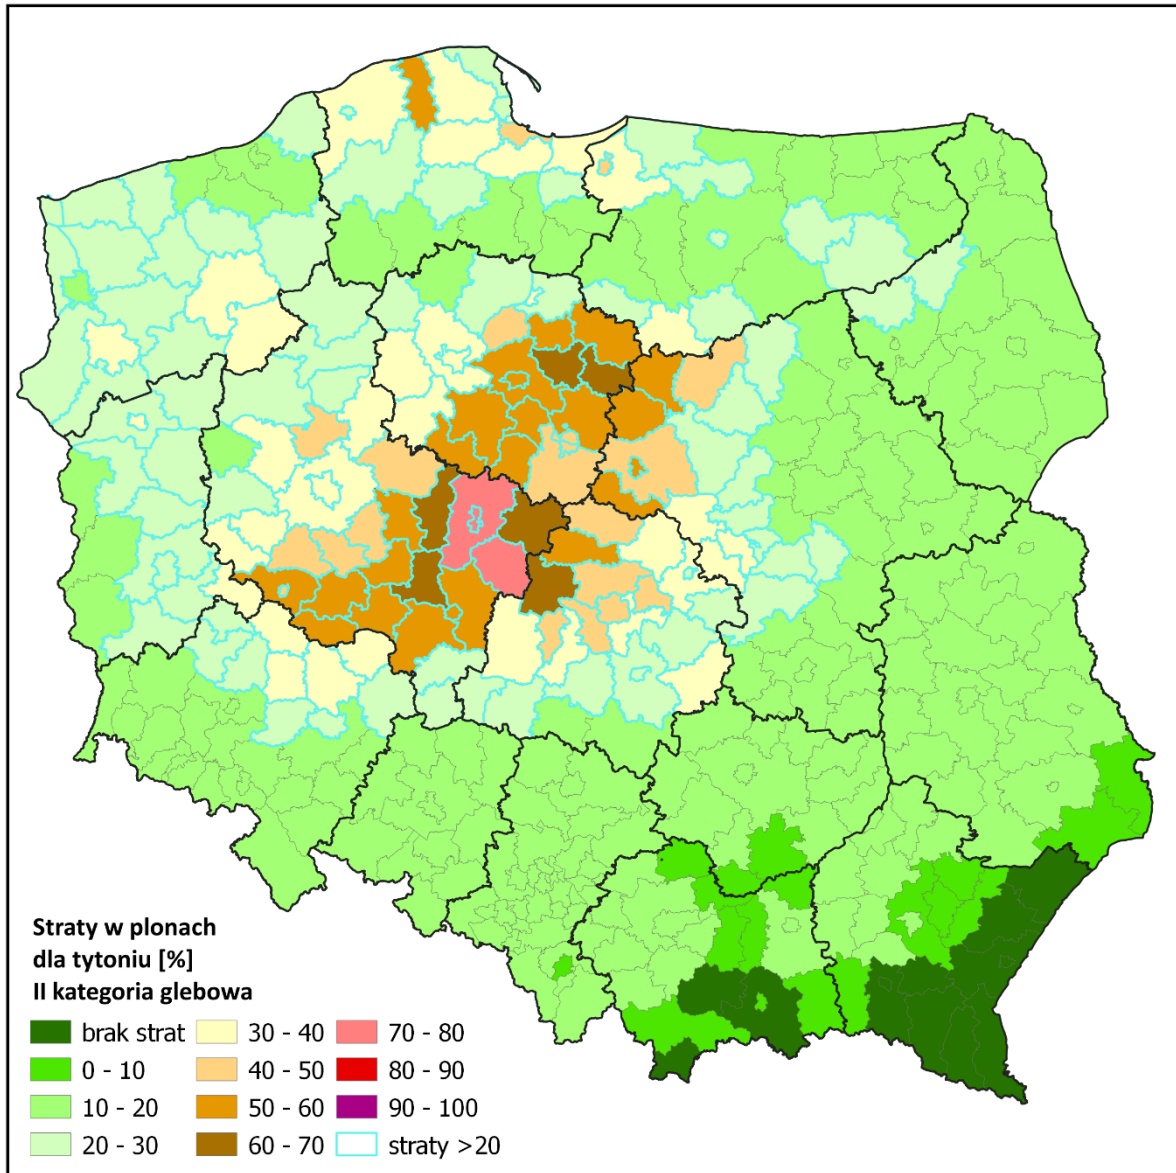 Straty w plonach
dla tytoniu [%]
II kategoria glebowa
brak strat
0 - 10
10 - 20
20 - 30
30 - 40
40 - 50
50 - 60
60 - 70
70 - 80
80 - 90
90 - 100
straty >20